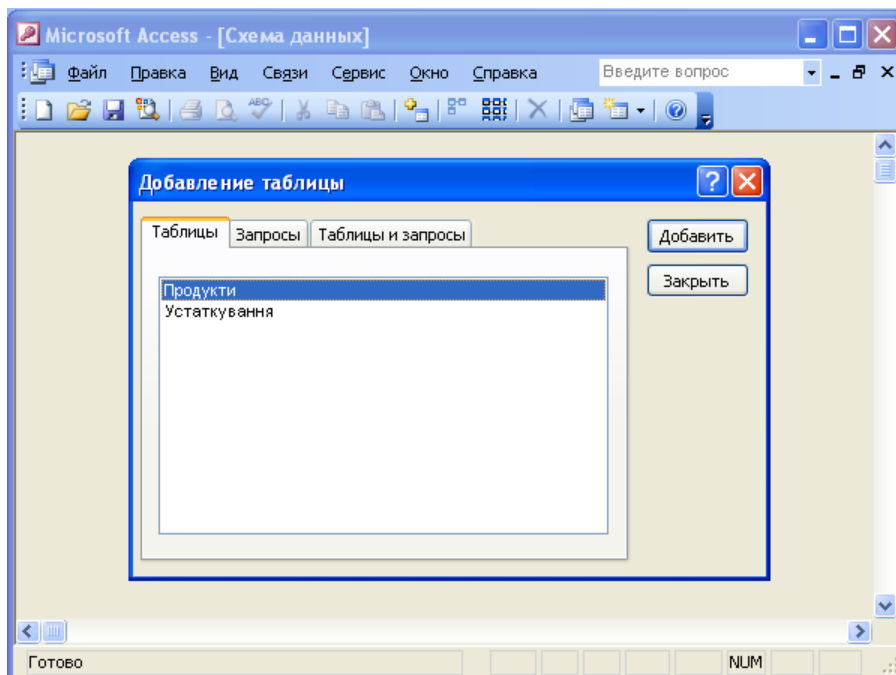 Microsoft Access - [Схема данных]
Файл Правка Вид Связи Сервис Окно Справка Введите вопрос
Добавление таблицы
Таблицы Запросы Таблицы и запросы
Добавить
Закрыть
Продукти
Устаткування
Готово NUM